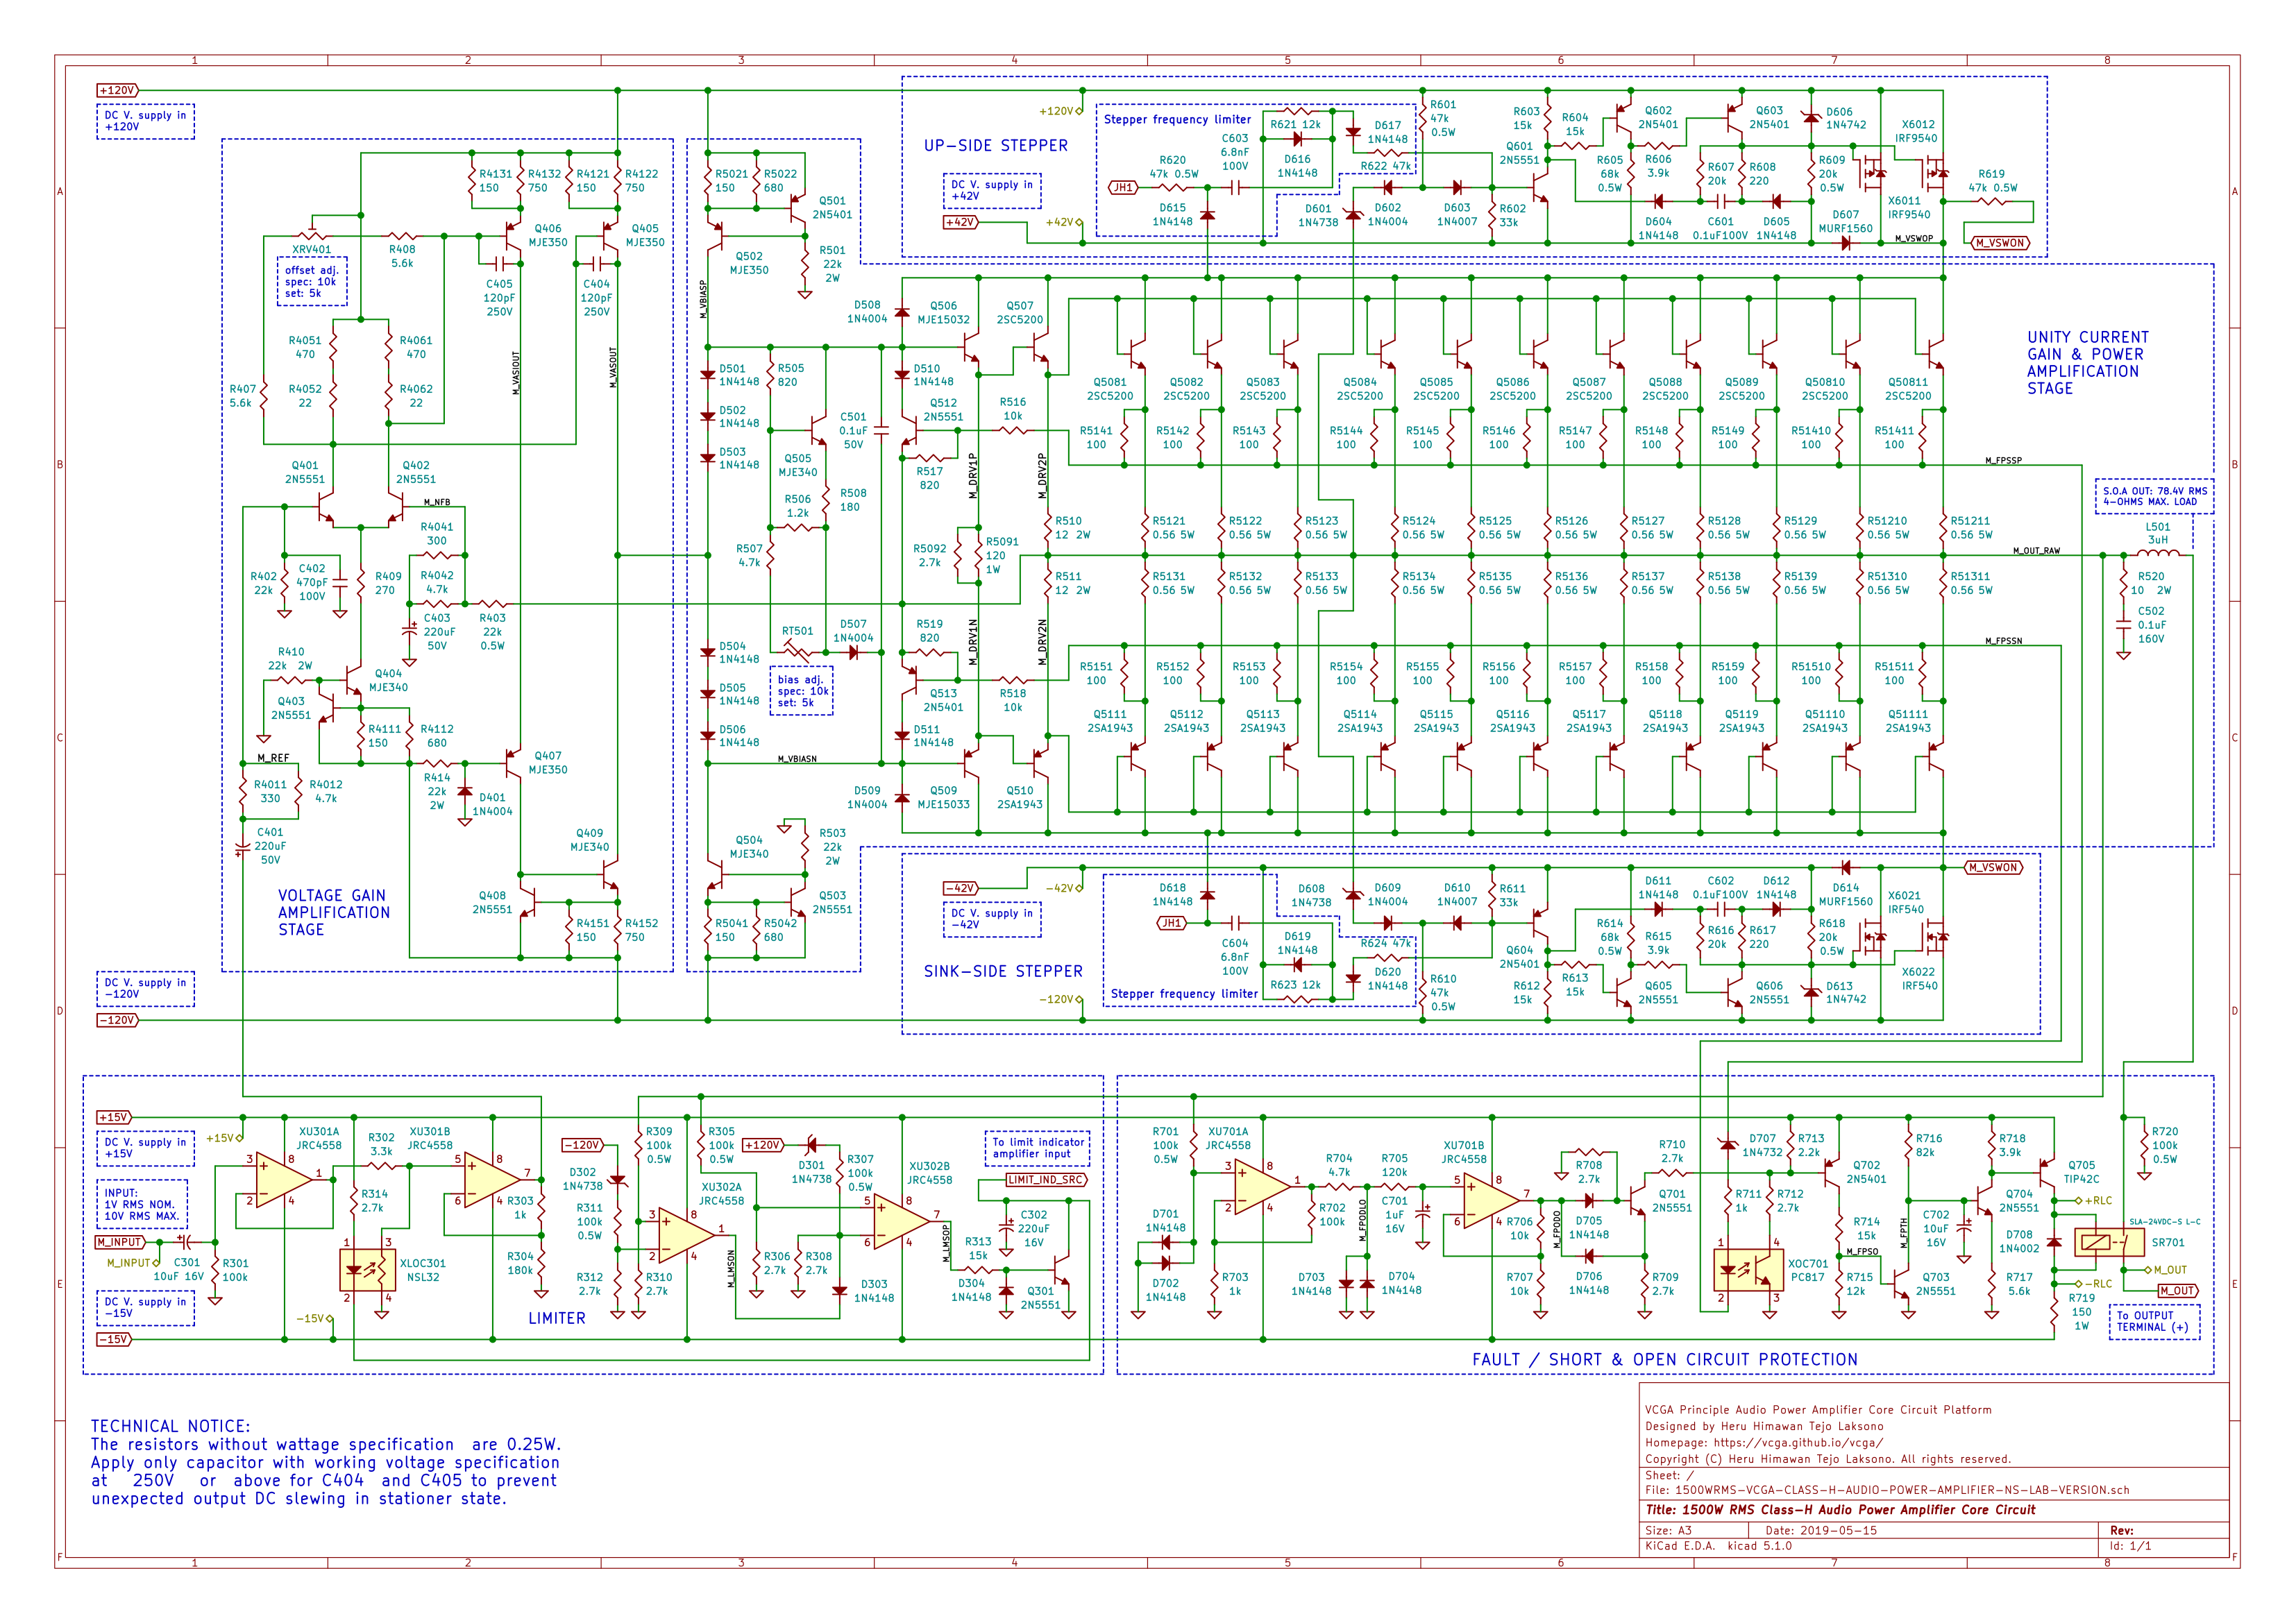 1 2 3 4 5 6 7 8
+120V
DC V. supply in
+120V
R4131
150
R4132
750
R4121
150
R4122
750
XRV401
offset adj.
spec: 10k
set: 5k
R408
5.6k
Q406
MJE350
Q405
MJE350
C405
120pF
250V
C404
120pF
250V
R4051
470
R4061
470
R407
5.6k
R4052
22
R4062
22
M_VASIOUT
M_VASOUT
Q401
2N5551
Q402
2N5551
M_NFB
R4041
300
R402
22k
C402
470pF
100V
R409
270
R4042
4.7k
C403
220uF
50V
R403
22k
0.5W
R410
22k 2W
Q404
MJE340
Q403
2N5551
R4111
150
R4112
680
M_REF
R4011
330
R4012
4.7k
R414
22k
2W
D401
1N4004
Q407
MJE350
C401
220uF
50V
Q409
MJE340
Q408
2N5551
R4151
150
R4152
750
VOLTAGE GAIN
AMPLIFICATION
STAGE
DC V. supply in
-120V
-120V
R5021
150
R5022
680
Q501
2N5401
Q502
MJE350
R501
22k
2W
M_VBIASP
D501
1N4148
D502
1N4148
D503
1N4148
R505
820
Q505
MJE340
R506
1.2k
R508
180
R507
4.7k
C501
0.1uF
50V
RT501
bias adj.
spec: 10k
set: 5k
D507
1N4004
D504
1N4148
D505
1N4148
D506
1N4148
M_VBIASN
Q504
MJE340
R503
22k
2W
Q503
2N5551
R5041
150
R5042
680
UP-SIDE STEPPER
DC V. supply in
+42V
+42V
+120V
+42V
Stepper frequency limiter
R621 12k
R620
47k 0.5W
C603
6.8nF
100V
D616
1N4148
D617
1N4148
R622 47k
JH1
D615
1N4148
D601
1N4738
D602
1N4004
D603
1N4007
R601
47k
0.5W
R602
33k
R603
15k
R604
15k
Q601
2N5551
Q602
2N5401
Q603
2N5401
R605
68k
0.5W
R606
3.9k
R607
20k
R608
220
R609
20k
0.5W
D606
1N4742
D604
1N4148
C601
0.1uF100V
D605
1N4148
D607
MURF1560
X6012
IRF9540
X6011
IRF9540
R619
47k 0.5W
M_VSWOP
M_VSWON
D508
1N4004
Q506
MJE15032
Q507
2SC5200
D510
1N4148
Q512
2N5551
R516
10k
R517
820
M_DRV1P
M_DRV2P
R5092
2.7k
R5091
120
1W
R510
12 2W
R511
12 2W
M_DRV1N
M_DRV2N
R519
820
Q513
2N5401
R518
10k
D511
1N4148
D509
1N4004
Q509
MJE15033
Q510
2SA1943
Q5081
2SC5200
Q5082
2SC5200
Q5083
2SC5200
Q5084
2SC5200
Q5085
2SC5200
Q5086
2SC5200
Q5087
2SC5200
Q5088
2SC5200
Q5089
2SC5200
Q50810
2SC5200
Q50811
2SC5200
R5141
100
R5142
100
R5143
100
R5144
100
R5145
100
R5146
100
R5147
100
R5148
100
R5149
100
R51410
100
R51411
100
M_FPSSP
R5121
0.56 5W
R5122
0.56 5W
R5123
0.56 5W
R5124
0.56 5W
R5125
0.56 5W
R5126
0.56 5W
R5127
0.56 5W
R5128
0.56 5W
R5129
0.56 5W
R51210
0.56 5W
R51211
0.56 5W
M_OUT_RAW
R5131
0.56 5W
R5132
0.56 5W
R5133
0.56 5W
R5134
0.56 5W
R5135
0.56 5W
R5136
0.56 5W
R5137
0.56 5W
R5138
0.56 5W
R5139
0.56 5W
R51310
0.56 5W
R51311
0.56 5W
M_FPSSN
R5151
100
R5152
100
R5153
100
R5154
100
R5155
100
R5156
100
R5157
100
R5158
100
R5159
100
R51510
100
R51511
100
Q5111
2SA1943
Q5112
2SA1943
Q5113
2SA1943
Q5114
2SA1943
Q5115
2SA1943
Q5116
2SA1943
Q5117
2SA1943
Q5118
2SA1943
Q5119
2SA1943
Q51110
2SA1943
Q51111
2SA1943
UNITY CURRENT
GAIN & POWER
AMPLIFICATION
STAGE
S.O.A OUT: 78.4V RMS
4-OHMS MAX. LOAD
L501
3uH
R520
10 2W
C502
0.1uF
160V
-42V
DC V. supply in
-42V
-42V
-120V
SINK-SIDE STEPPER
D618
1N4148
JH1
C604
6.8nF
100V
D619
1N4148
R623 12k
R624 47k
D620
1N4148
Stepper frequency limiter
D608
1N4738
D609
1N4004
D610
1N4007
R611
33k
R610
47k
0.5W
Q604
2N5401
R612
15k
R613
15k
R614
68k
0.5W
R615
3.9k
D611
1N4148
C602
0.1uF100V
D612
1N4148
R616
20k
R617
220
R618
20k
0.5W
Q605
2N5551
Q606
2N5551
D613
1N4742
D614
MURF1560
X6021
IRF540
X6022
IRF540
M_VSWON
+15V
DC V. supply in
+15V
+15V
INPUT:
1V RMS NOM.
10V RMS MAX.
M_INPUT
M_INPUT
C301
10uF 16V
R301
100k
DC V. supply in
-15V
-15V
-15V
XU301A
JRC4558
R302
3.3k
XU301B
JRC4558
R314
2.7k
XLOC301
NSL32
R303
1k
R304
180k
LIMITER
-120V
D302
1N4738
R311
100k
0.5W
R312
2.7k
R309
100k
0.5W
R310
2.7k
R305
100k
0.5W
XU302A
JRC4558
M_LMSON
+120V
D301
1N4738
R306
2.7k
R308
2.7k
R307
100k
0.5W
D303
1N4148
XU302B
JRC4558
M_LMSOP
R313
15k
D304
1N4148
To limit indicator
amplifier input
LIMIT_IND_SRC
C302
220uF
16V
Q301
2N5551
R701
100k
0.5W
XU701A
JRC4558
D701
1N4148
D702
1N4148
R703
1k
R702
100k
R704
4.7k
R705
120k
M_FPDDLO
D703
1N4148
D704
1N4148
C701
1uF
16V
XU701B
JRC4558
R706
10k
R707
10k
M_FPDDO
R708
2.7k
D705
1N4148
D706
1N4148
R710
2.7k
Q701
2N5551
R709
2.7k
D707
1N4732
R711
1k
R712
2.7k
R713
2.2k
XOC701
PC817
Q702
2N5401
R714
15k
M_FPSO
R715
12k
R716
82k
M_FPTH
Q703
2N5551
C702
10uF
16V
R718
3.9k
Q704
2N5551
R717
5.6k
Q705
TIP42C
+RLC
D708
1N4002
-RLC
R719
150
1W
SLA-24VDC-S L-C
SR701
R720
100k
0.5W
M_OUT
M_OUT
To OUTPUT
TERMINAL (+)
FAULT / SHORT & OPEN CIRCUIT PROTECTION
TECHNICAL NOTICE:
The resistors without wattage specification are 0.25W.
Apply only capacitor with working voltage specification
at 250V or above for C404 and C405 to prevent
unexpected output DC slewing in stationer state.
VCGA Principle Audio Power Amplifier Core Circuit Platform
Designed by Heru Himawan Tejo Laksono
Homepage: https://vcga.github.io/vcga/
Copyright (C) Heru Himawan Tejo Laksono. All rights reserved.
Sheet: /
File: 1500WRMS-VCGA-CLASS-H-AUDIO-POWER-AMPLIFIER-NS-LAB-VERSION.sch
Title: 1500W RMS Class-H Audio Power Amplifier Core Circuit
Size: A3 Date: 2019-05-15 Rev:
KiCad E.D.A. kicad 5.1.0 Id: 1/1
1 2 3 4 5 6 7 8